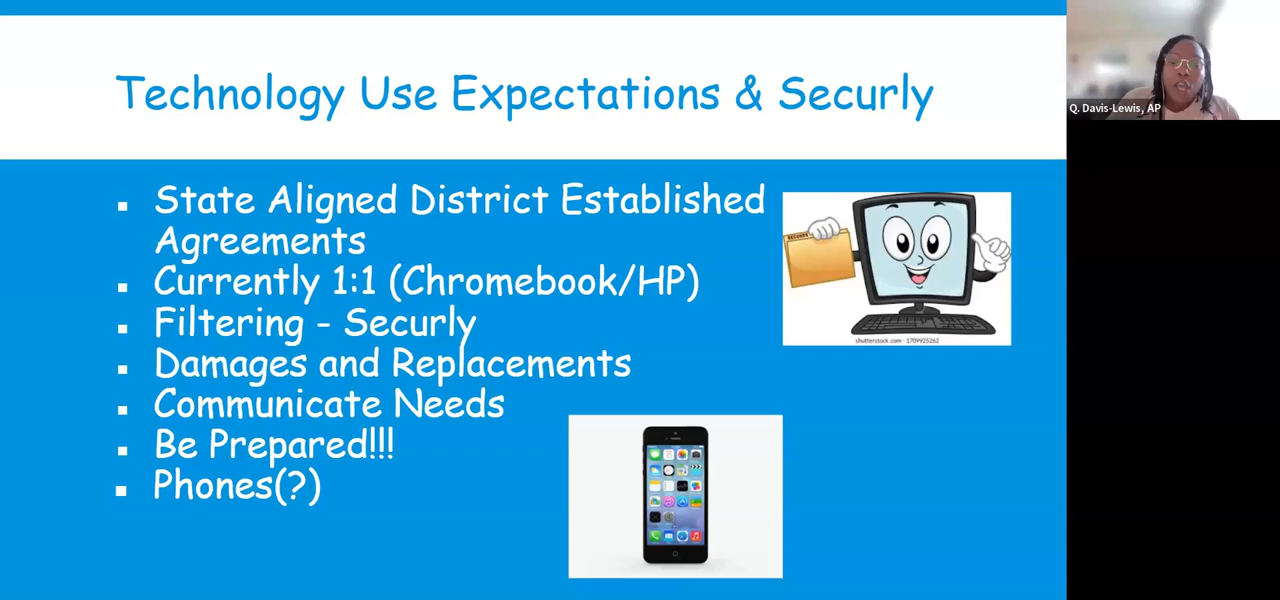 Technology Use Expectations & Securly
▪ State Aligned District Established
Agreements
▪ Currently 1:1 (Chromebook/HP)
▪ Filtering - Securly
▪ Damages and Replacements
▪ Communicate Needs
▪ Be Prepared!!!
▪ Phones(?)
shutterstock.com · 1709925262
Q. Davis-Lewis, AP